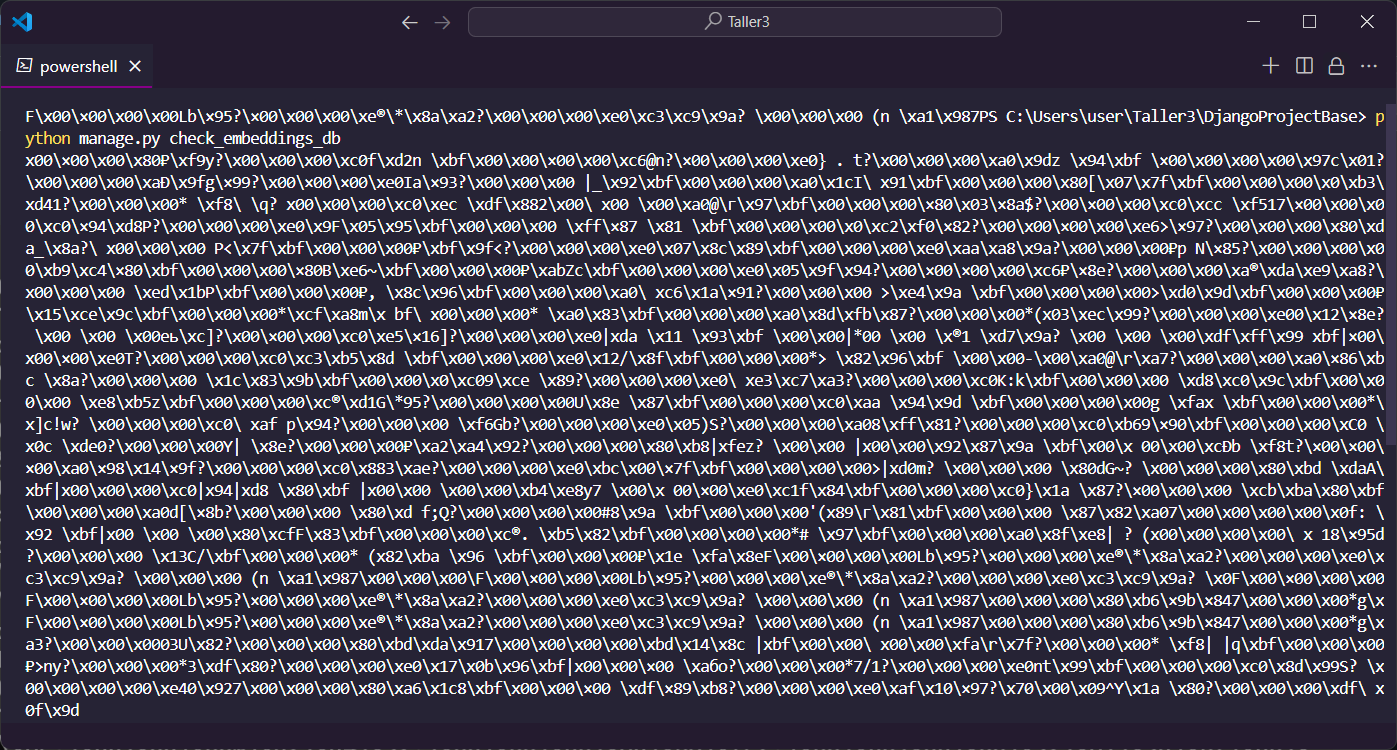 Taller3
powershell
F\x00\x00\x00\x00Lb\x95?\x00\x00\x00\xe®\*\x8a\xa2?\x00\x00\x00\xe0\xc3\xc9\x9a? \x00\x00\x00 (n \xa1\x987PS C:\Users\user\Taller3\DjangoProjectBase> p
ython manage.py check_embeddings_db
x00\x00\x00\x80₽\xf9y?\x00\x00\x00\xc0f\xd2n \xbf\x00\x00\x00\x00\xc6@n?\x00\x00\x00\xe0} . t?\x00\x00\x00\xa0\x9dz \x94\xbf \x00\x00\x00\x97c\x01?
\x00\x00\x00\xaĐ\x9fg\x99?\x00\x00\x00\xe0Ia\x93?\x00\x00\x00 |_\x92\xbf\x00\x00\x00\xa0\x1cI\ x91\xbf\x00\x00\x00\x80[\x07\x7f\xbf\x00\x00\x00\x0\xb3\
\xd41?\x00\x00\x00* \xf8\ \q? x00\x00\x00\xc0\xec \xdf\x882\x00\ x00 \x00\xa0@\r\x97\xbf\x00\x00\x00\x80\x03\x8a$?\x00\x00\x00\xc0\xcc \xf517\x00\x00\x0
0\xc0\x94\xd8P?\x00\x00\x00\xe0\x9F\x05\x95\xbf\x00\x00\x00 \xff\x87 \x81 \xbf\x00\x00\x00\x0\xc2\xf0\x82?\x00\x00\x00\xe6>\x97?\x00\x00\x00\x80\xd
a_\x8a?\ x00\x00\x00 P<\x7f\xbf\x00\x00\x00₽\xbf\x9f<?\x00\x00\x00\xe0\x07\x8c\x89\xbf\x00\x00\x00\xe0\xaa\xa8\x9a?\x00\x00\x00₽p N\x85?\x00\x00\x00\x0
0\xb9\xc4\x80\xbf\x00\x00\x00\x80B\xe6~\xbf\x00\x00\x00₽\xabZc\xbf\x00\x00\x00\xe0\x05\x9f\x94?\x00\x00\x00\xc6₽\x8e?\x00\x00\x00\xa®\xda\xe9\xa8?\
\x00\x00\x00 \xed\x1bP\xbf\x00\x00\x00₽, \x8c\x96\xbf\x00\x00\x00\xa0\ xc6\x1a\x91?\x00\x00\x00 >\xe4\x9a \xbf\x00\x00\x00>\xd0\x9d\xbf\x00\x00\x00₽
\x15\xce\x9c\xbf\x00\x00\x00*\xcf\xa8m\x bf\ x00\x00\x00* \xa0\x83\xbf\x00\x00\x00\xa0\x8d\xfb\x87?\x00\x00\x00*(x03\xec\x99?\x00\x00\x00\xe00\x12\x8e?
\x00 \x00 \x00eь\xc]?\x00\x00\xc0\xe5\x16]?\x00\x00\x00\xe0|xda \x11 \x93\xbf \x00\x00|*00 \x00 \x®1 \xd7\x9a? \x00 \x00 \x00\xdf\xff\x99 xbf|x00\
\x00\x00\xe0T?\x00\x00\x00\xc0\xc3\xb5\x8d \xbf\x00\x00\x00\xe0\x12/\x8f\xbf\x00\x00\x00*> \x82\x96\xbf \x00\x00-\x00\xa0@\r\xa7?\x00\x00\x00\xa0\x86\xb
c \x8a?\x00\x00\x00 \x1c\x83\x9b\xbf\x00\x00\x0\xc09\xce \x89?\x00\x00\x00\xe0\ xe3\xc7\xa3?\x00\x00\x00\xc0K:k\xbf\x00\x00\x00 \xd8\xc0\x9c\xbf\x00\x0
0\x00 \xe8\xb5z\xbf\x00\x00\x00\xc®\xd1G\*95?\x00\x00\x00U\x8e \x87\xbf\x00\x00\x00\xc0\xaa \x94\x9d \xbf\x00\x00\x00\x00g \xfax \xbf\x00\x00\x00*\
x]c!w? \x00\x00\x00\xc0\ xaf p\x94?\x00\x00\x00 \xf6Gb?\x00\x00\x00\xe0\x05)S?\x00\x00\x00\xa08\xff\x81?\x00\x00\x00\xc0\xb69\x90\xbf\x00\x00\x00\xC0 \
x0c \xde0?\x00\x00\x00Y| \x8e?\x00\x00\x00₽\xa2\xa4\x92?\x00\x00\x00\x80\xb8|xfez? \x00\x00 |x00\x00\x92\x87\x9a \xbf\x00\x 00\x00\xcĐb \xf8t?\x00\x00\
\x00\xa0\x98\x14\x9f?\x00\x00\x00\xc0\x883\xae?\x00\x00\x00\xe0\xbc\x00\x7f\xbf\x00\x00\x00\x00>|xd0m? \x00\x00\x00 \x80dG~? \x00\x00\x00\x80\xbd \xdaA\
xbf|x00\x00\x00\xc0|x94|xd8 \x80\xbf |x00\x00 \x00\x00\xb4\xe8y7 \x00\x 00\x00\xe0\xc1f\x84\xbf\x00\x00\x00\xc0}\x1a \x87?\x00\x00\x00 \xcb\xba\x80\xbf
\x00\x00\x00\xa0d[\x8b?\x00\x00\x00 \x80\xd f;Q?\x00\x00\x00\x00#8\x9a \xbf\x00\x00\x00'(x89\r\x81\xbf\x00\x00\x00 \x87\x82\xa07\x00\x00\x00\x00\x0f: \
x92 \xbf|x00 \x00 \x00\x80\xcfF\x83\xbf\x00\x00\x00\xc®. \xb5\x82\xbf\x00\x00\x00*# \x97\xbf\x00\x00\x00\xa0\x8f\xe8| ? (x00\x00\x00\ x 18\x95d
?\x00\x00\x00 \x13C/\xbf\x00\x00\x00* (x82\xba \x96 \xbf\x00\x00\x00₽\x1e \xfa\x8eF\x00\x00\x00\x00Lb\x95?\x00\x00\x00\xe®\*\x8a\xa2?\x00\x00\x00\xe0\x
c3\xc9\x9a? \x00\x00\x00 (n \xa1\x987\x00\x00\x00\F\x00\x00\x00\x00Lb\x95?\x00\x00\x00\xe®\*\x8a\xa2?\x00\x00\x00\xe0\xc3\xc9\x9a? \x0F\x00\x00\x00\x00
F\x00\x00\x00\x00Lb\x95?\x00\x00\x00\xe®\*\x8a\xa2?\x00\x00\x00\xe0\xc3\xc9\x9a? \x00\x00\x00 (n \xa1\x987\x00\x00\x00\x80\xb6\x9b\x847\x00\x00\x00*g\x
F\x00\x00\x00\x00Lb\x95?\x00\x00\x00\xe®\*\x8a\xa2?\x00\x00\x00\xe0\xc3\xc9\x9a? \x00\x00\x00 (n \xa1\x987\x00\x00\x00\x80\xb6\x9b\x847\x00\x00\x00*g\x
a3?\x00\x00\x0003U\x82?\x00\x00\x00\x80\xbd\xda\x917\x00\x00\x00\xbd\x14\x8c |xbf\x00\x00\ x00\x00\xfa\r\x7f?\x00\x00\x00* \xf8| |q\xbf\x00\x00\x00
₽>ny?\x00\x00\x00*3\xdf\x80?\x00\x00\x00\xe0\x17\x0b\x96\xbf|x00\x00\x00 \xa6o?\x00\x00\x00*7/1?\x00\x00\x00\xe0nt\x99\xbf\x00\x00\x00\xc0\x8d\x99S? \x
00\x00\x00\xe40\x927\x00\x00\x00\x80\xa6\x1c8\xbf\x00\x00\x00 \xdf\x89\xb8?\x00\x00\x00\xe0\xaf\x10\x97?\x70\x00\x09^Y\x1a \x80?\x00\x00\x00\xdf\ x
0f\x9d